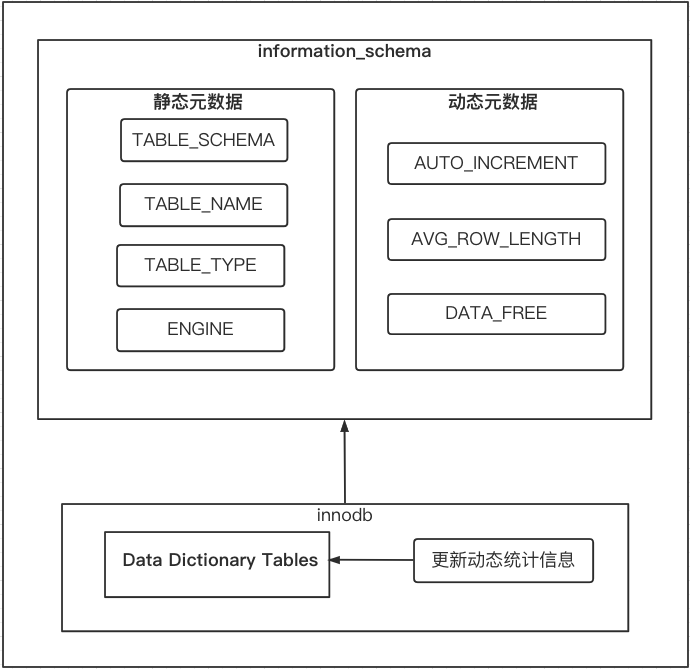 information_schema
静态元数据
TABLE_SCHEMA
TABLE_NAME
TABLE_TYPE
ENGINE
动态元数据
AUTO_INCREMENT
AVG_ROW_LENGTH
DATA_FREE
innodb
Data Dictionary Tables
更新动态统计信息